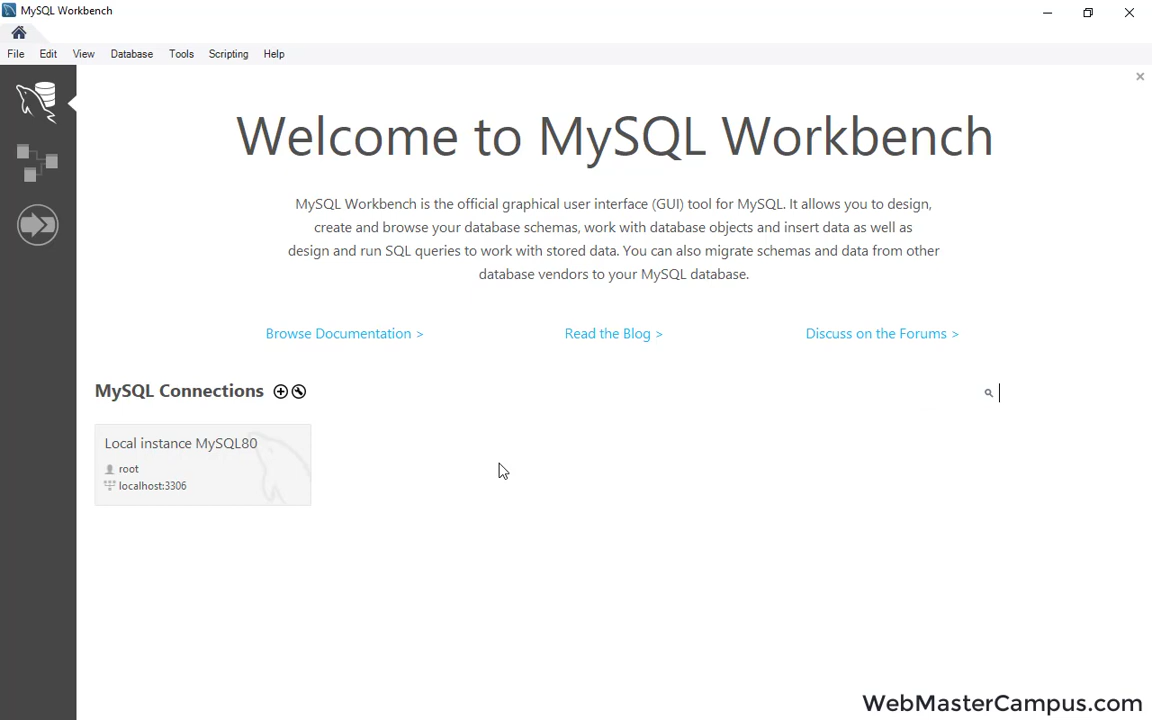 MySQL Workbench
File Edit View Database Tools Scripting Help
Welcome to MySQL Workbench
MySQL Workbench is the official graphical user interface (GUI) tool for MySQL. It allows you to design,
create and browse your database schemas, work with database objects and insert data as well as
design and run SQL queries to work with stored data. You can also migrate schemas and data from other
database vendors to your MySQL database.
Browse Documentation > Read the Blog > Discuss on the Forums >
MySQL Connections
Local instance MySQL80
root
localhost:3306
WebMasterCampus.com